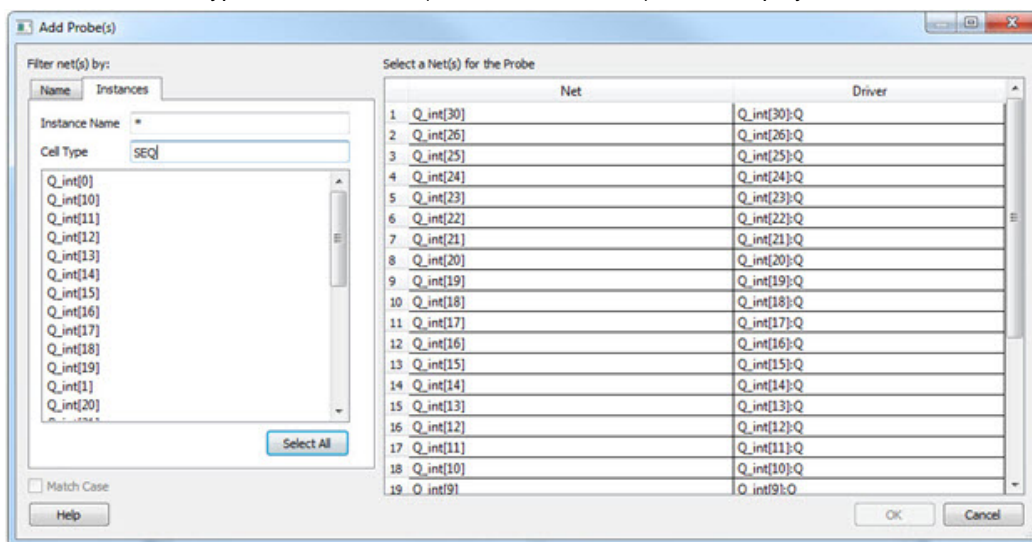 Add Probe(s)
Filter net(s) by:
Name Instances
Instance Name *
Cell Type SEQ
Q_int[0]
Q_int[10]
Q_int[11]
Q_int[12]
Q_int[13]
Q_int[14]
Q_int[15]
Q_int[16]
Q_int[17]
Q_int[18]
Q_int[19]
Q_int[1]
Q_int[20]
Select All
Match Case
Help
Select a Net(s) for the Probe
Net Driver
1 Q_int[30] Q_int[30]:Q
2 Q_int[26] Q_int[26]:Q
3 Q_int[25] Q_int[25]:Q
4 Q_int[24] Q_int[24]:Q
5 Q_int[23] Q_int[23]:Q
6 Q_int[22] Q_int[22]:Q
7 Q_int[21] Q_int[21]:Q
8 Q_int[20] Q_int[20]:Q
9 Q_int[19] Q_int[19]:Q
10 Q_int[18] Q_int[18]:Q
11 Q_int[17] Q_int[17]:Q
12 Q_int[16] Q_int[16]:Q
13 Q_int[15] Q_int[15]:Q
14 Q_int[14] Q_int[14]:Q
15 Q_int[13] Q_int[13]:Q
16 Q_int[12] Q_int[12]:Q
17 Q_int[11] Q_int[11]:Q
18 Q_int[10] Q_int[10]:Q
19 Q_int[9] Q_int[9]:Q
OK Cancel